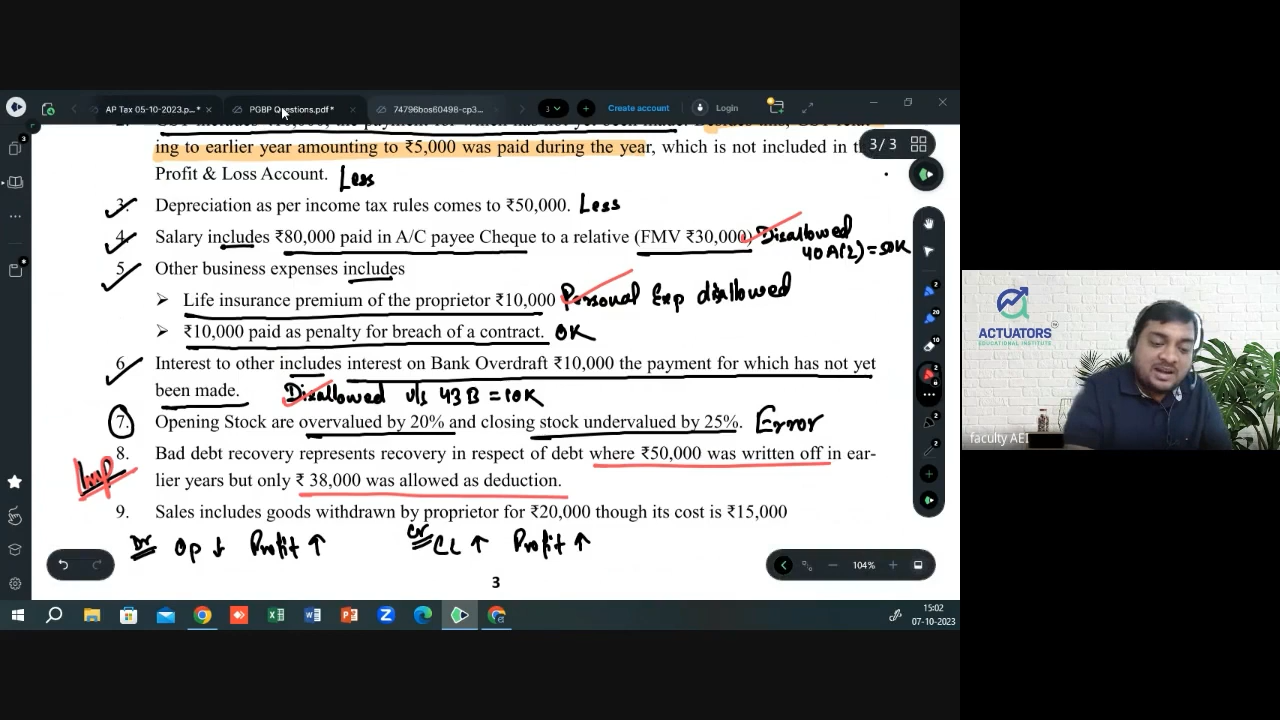 AP Tax 05-10-2023.p... *
PGBP Questions.pdf *
74796bos60498-cp3...
3
Create account
Login
3/3
ing to earlier year amounting to ₹5,000 was paid during the year, which is not included in
Profit & Loss Account. Less
3. Depreciation as per income tax rules comes to ₹50,000. Less
4. Salary includes ₹80,000 paid in A/C payee Cheque to a relative (FMV ₹30,000) Disallowed
40A(2) = 50K
5. Other business expenses includes
➢ Life insurance premium of the proprietor ₹10,000 Personal Exp disallowed
➢ ₹10,000 paid as penalty for breach of a contract. OK
6. Interest to other includes interest on Bank Overdraft ₹10,000 the payment for which has not yet
been made. Disallowed u/s 43B = 10K
7. Opening Stock are overvalued by 20% and closing stock undervalued by 25%. Error
8. Bad debt recovery represents recovery in respect of debt where ₹50,000 was written off in ear-
Imp
lier years but only ₹ 38,000 was allowed as deduction.
9. Sales includes goods withdrawn by proprietor for ₹20,000 though its cost is ₹15,000
Dr Op ↓ Profit ↑ Cr CL ↑ Profit ↑
3
104%
15:02
07-10-2023
ACTUATORS
EDUCATIONAL INSTITUTE
faculty AEI